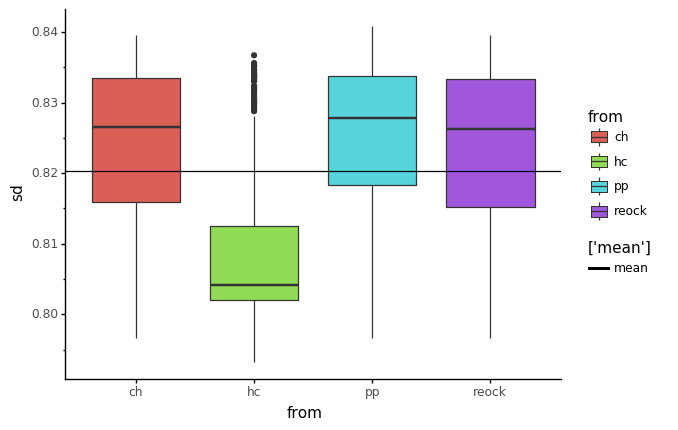 0.84
0.83
0.82
0.81
0.80
sd
ch hc pp reock
from
from
ch
hc
pp
reock
['mean']
mean